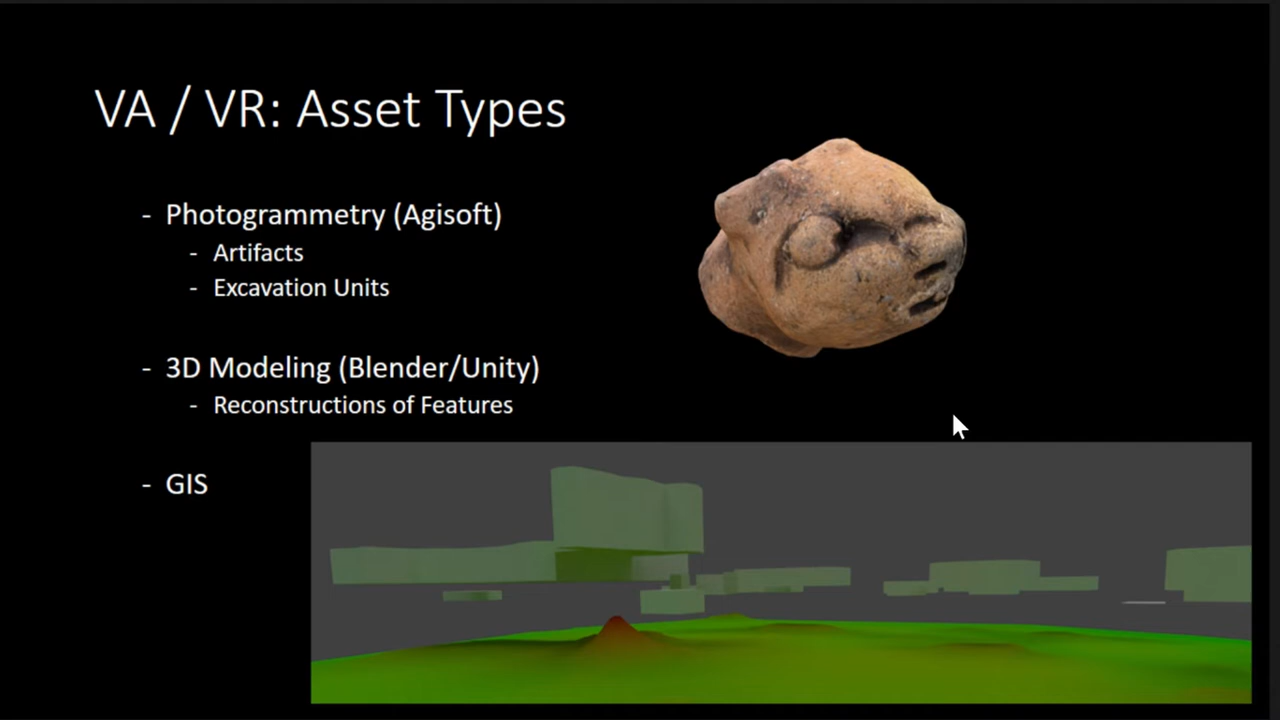 VA / VR: Asset Types
- Photogrammetry (Agisoft)
- Artifacts
- Excavation Units
- 3D Modeling (Blender/Unity)
- Reconstructions of Features
- GIS